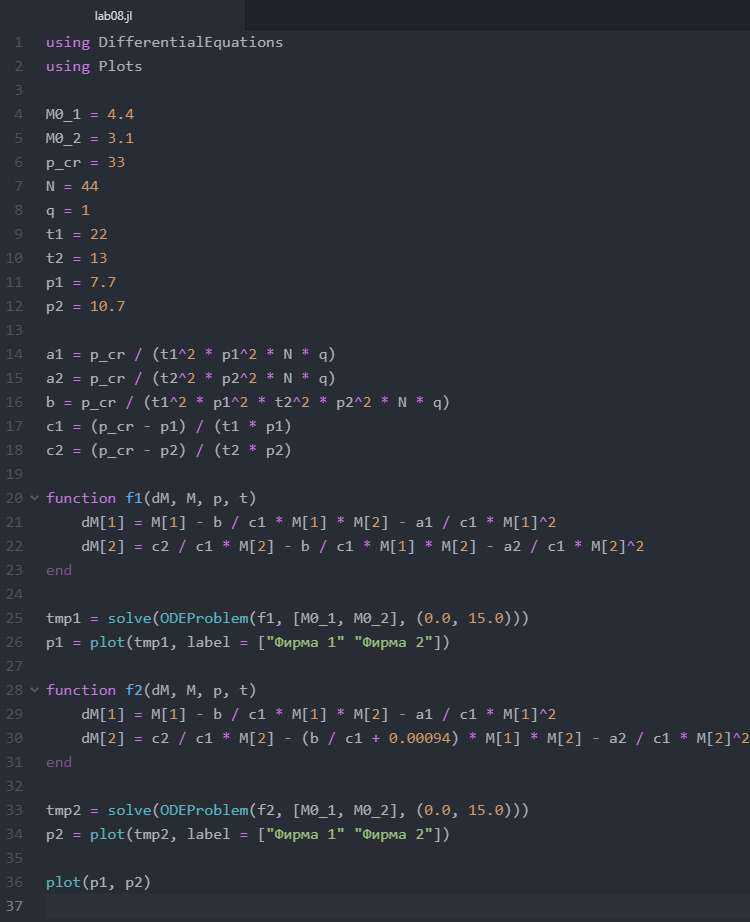 lab08.jl
1 using DifferentialEquations
2 using Plots
3
4 M0_1 = 4.4
5 M0_2 = 3.1
6 p_cr = 33
7 N = 44
8 q = 1
9 t1 = 22
10 t2 = 13
11 p1 = 7.7
12 p2 = 10.7
13
14 a1 = p_cr / (t1^2 * p1^2 * N * q)
15 a2 = p_cr / (t2^2 * p2^2 * N * q)
16 b = p_cr / (t1^2 * p1^2 * t2^2 * p2^2 * N * q)
17 c1 = (p_cr - p1) / (t1 * p1)
18 c2 = (p_cr - p2) / (t2 * p2)
19
20 function f1(dM, M, p, t)
21     dM[1] = M[1] - b / c1 * M[1] * M[2] - a1 / c1 * M[1]^2
22     dM[2] = c2 / c1 * M[2] - b / c1 * M[1] * M[2] - a2 / c1 * M[2]^2
23 end
24
25 tmp1 = solve(ODEProblem(f1, [M0_1, M0_2], (0.0, 15.0)))
26 p1 = plot(tmp1, label = ["Фирма 1" "Фирма 2"])
27
28 function f2(dM, M, p, t)
29     dM[1] = M[1] - b / c1 * M[1] * M[2] - a1 / c1 * M[1]^2
30     dM[2] = c2 / c1 * M[2] - (b / c1 + 0.00094) * M[1] * M[2] - a2 / c1 * M[2]^2
31 end
32
33 tmp2 = solve(ODEProblem(f2, [M0_1, M0_2], (0.0, 15.0)))
34 p2 = plot(tmp2, label = ["Фирма 1" "Фирма 2"])
35
36 plot(p1, p2)
37